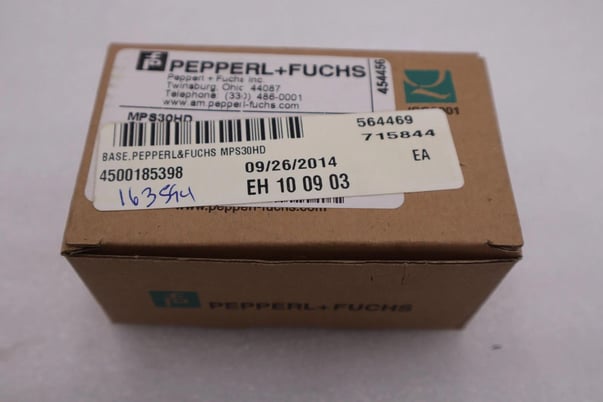 PEPPERL+FUCHS
Pepperl + Fuchs Inc.
Twinsburg, Ohio 44087
Telephone: (330) 486-0001
www.am.pepperl-fuchs.com
454456
MPS30HD
564469
715844
BASE.PEPPERL&FUCHS MPS30HD
4500185398
09/26/2014
EA
EH 10 09 03
PEPPERL+FUCHS